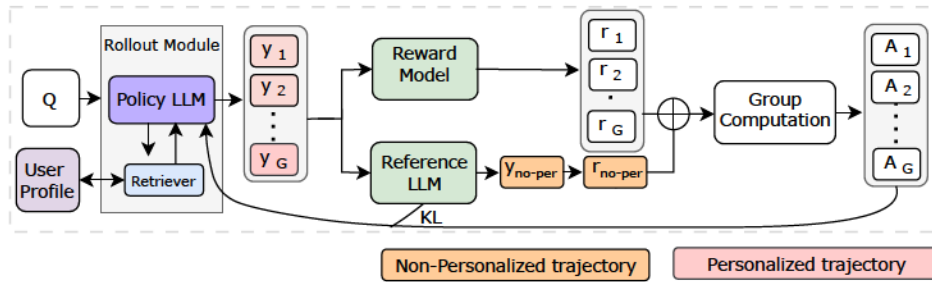 Rollout Module
Q
Policy LLM
User
Profile
Retriever
y 1
y 2
y G
Reward
Model
Reference
LLM
KL
y no-per
r no-per
r 1
r 2
r G
Group
Computation
A 1
A 2
A G
Non-Personalized trajectory
Personalized trajectory